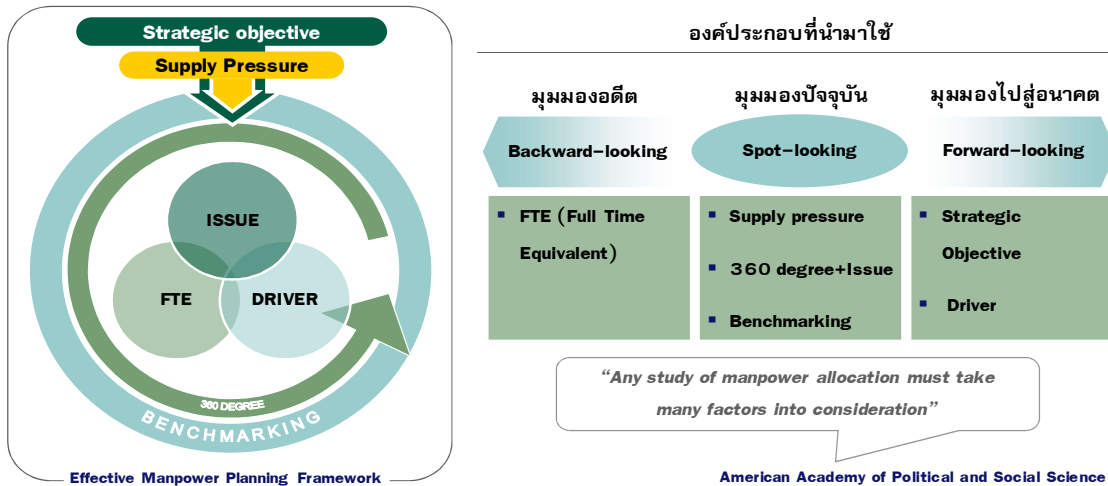 Strategic objective
Supply Pressure
ISSUE
FTE
DRIVER
360 DEGREE
BENCHMARKING
Effective Manpower Planning Framework
องค์ประกอบที่นำมาใช้
มุมมองอดีต
มุมมองปัจจุบัน
มุมมองไปสู่อนาคต
Backward-looking
Spot-looking
Forward-looking
▪ FTE (Full Time
Equivalent)
▪ Supply pressure
▪ 360 degree+Issue
▪ Benchmarking
▪ Strategic
Objective
▪ Driver
“Any study of manpower allocation must take
many factors into consideration”
American Academy of Political and Social Science